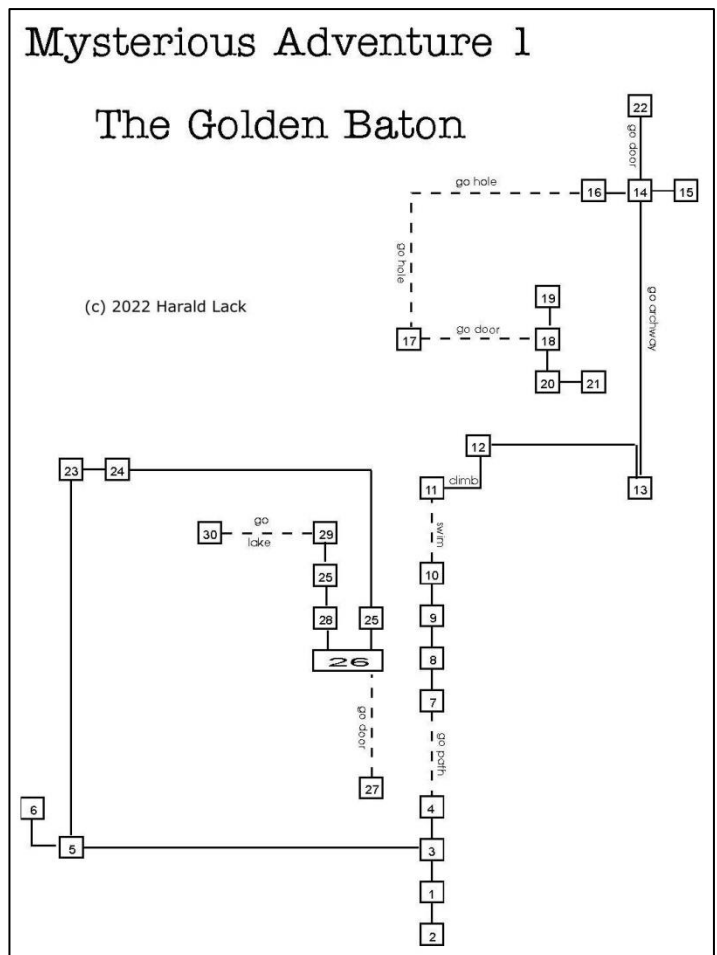 Mysterious Adventure 1
The Golden Baton
22
go door
go hole
16
14
15
go hole
go archway
(c) 2022 Harald Lack
19
17
go door
18
20
21
12
23
24
11
climb
13
30
go
lake
29
swim
25
10
28
25
9
26
8
7
go door
go path
27
6
4
5
3
1
2